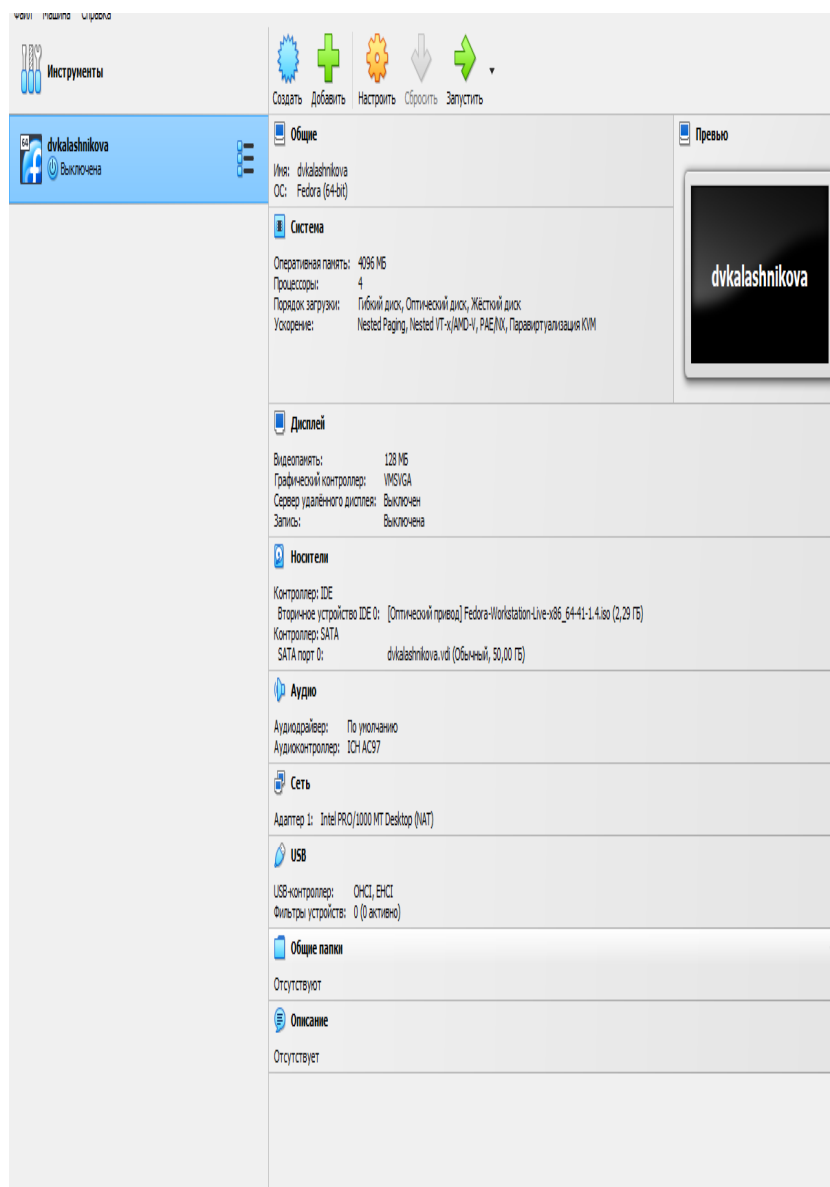 Файл Машина Справка
Инструменты
Создать Добавить Настроить Сбросить Запустить
64
dvkalashnikova
Выключена
Общие
Имя: dvkalashnikova
ОС: Fedora (64-bit)
Превью
dvkalashnikova
Система
Оперативная память: 4096 МБ
Процессоры: 4
Порядок загрузки: Гибкий диск, Оптический диск, Жёсткий диск
Ускорение: Nested Paging, Nested VT-x/AMD-V, PAE/NX, Паравиртуализация KVM
Дисплей
Видеопамять: 128 МБ
Графический контроллер: VMSVGA
Сервер удалённого дисплея: Выключен
Запись: Выключена
Носители
Контроллер: IDE
Вторичное устройство IDE 0: [Оптический привод] Fedora-Workstation-Live-x86_64-41-1.4.iso (2,29 ГБ)
Контроллер: SATA
SATA порт 0: dvkalashnikova.vdi (Обычный, 50,00 ГБ)
Аудио
Аудиодрайвер: По умолчанию
Аудиоконтроллер: ICH AC97
Сеть
Адаптер 1: Intel PRO/1000 MT Desktop (NAT)
USB
USB-контроллер: OHCI, EHCI
Фильтры устройств: 0 (0 активно)
Общие папки
Отсутствуют
Описание
Отсутствует